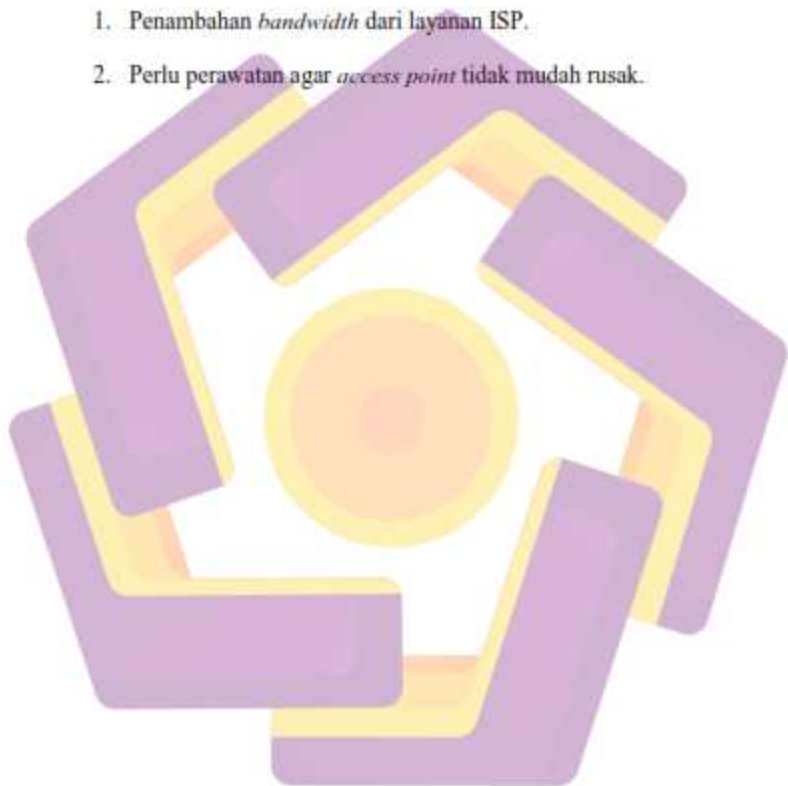 1. Penambahan bandwidth dari layanan ISP.
2. Perlu perawatan agar access point tidak mudah rusak.